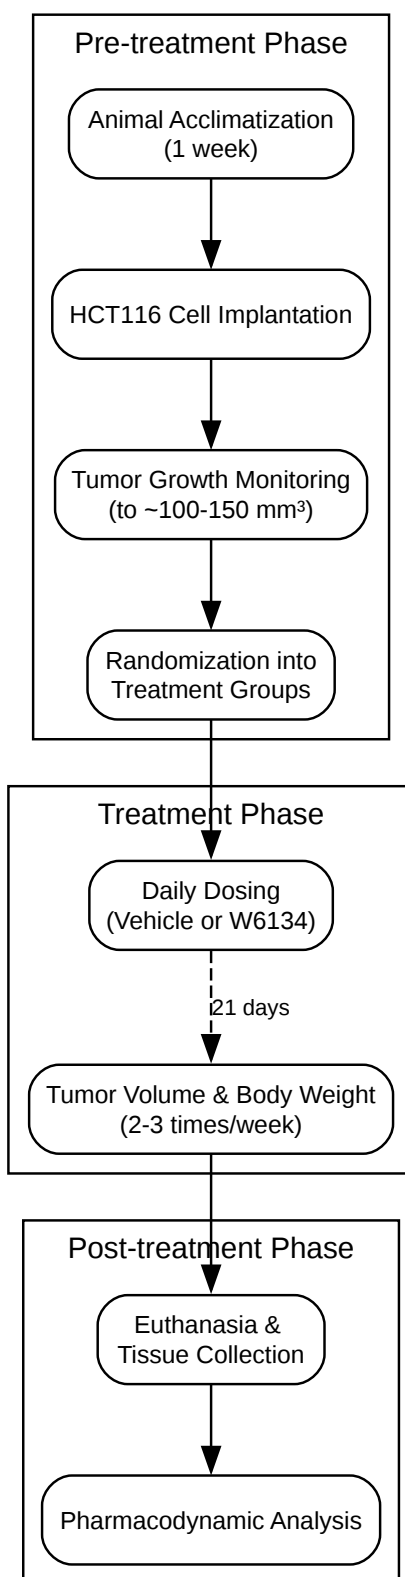 Pre-treatment Phase
Animal Acclimatization
(1 week)
HCT116 Cell Implantation
Tumor Growth Monitoring
(to ~100-150 mm³)
Randomization into
Treatment Groups
Treatment Phase
Daily Dosing
(Vehicle or W6134)
21 days
Tumor Volume & Body Weight
(2-3 times/week)
Post-treatment Phase
Euthanasia &
Tissue Collection
Pharmacodynamic Analysis